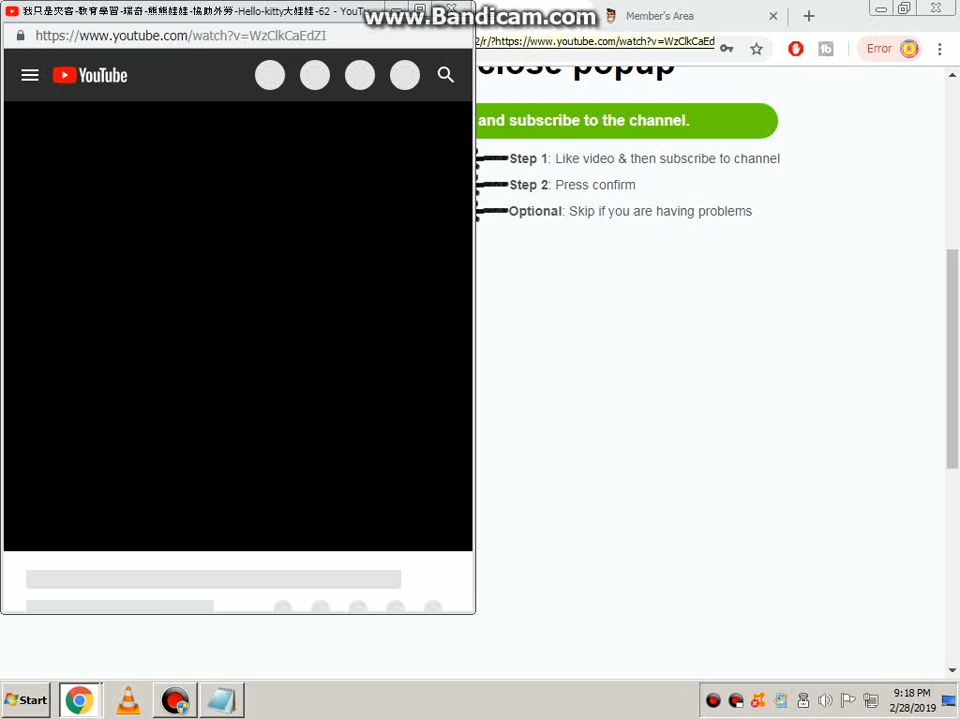 我只是夾客-教育學習-瑞奇-熊熊娃娃-協助外勞-Hello-kitty大娃娃-62 - YouT
www.Bandicam.com
Member's Area
https://www.youtube.com/watch?v=WzClkCaEdZI
2/r/?https://www.youtube.com/watch?v=WzClkCaEd
Error
YouTube
close popup
and subscribe to the channel.
Step 1: Like video & then subscribe to channel
Step 2: Press confirm
Optional: Skip if you are having problems
Start
9:18 PM
2/28/2019